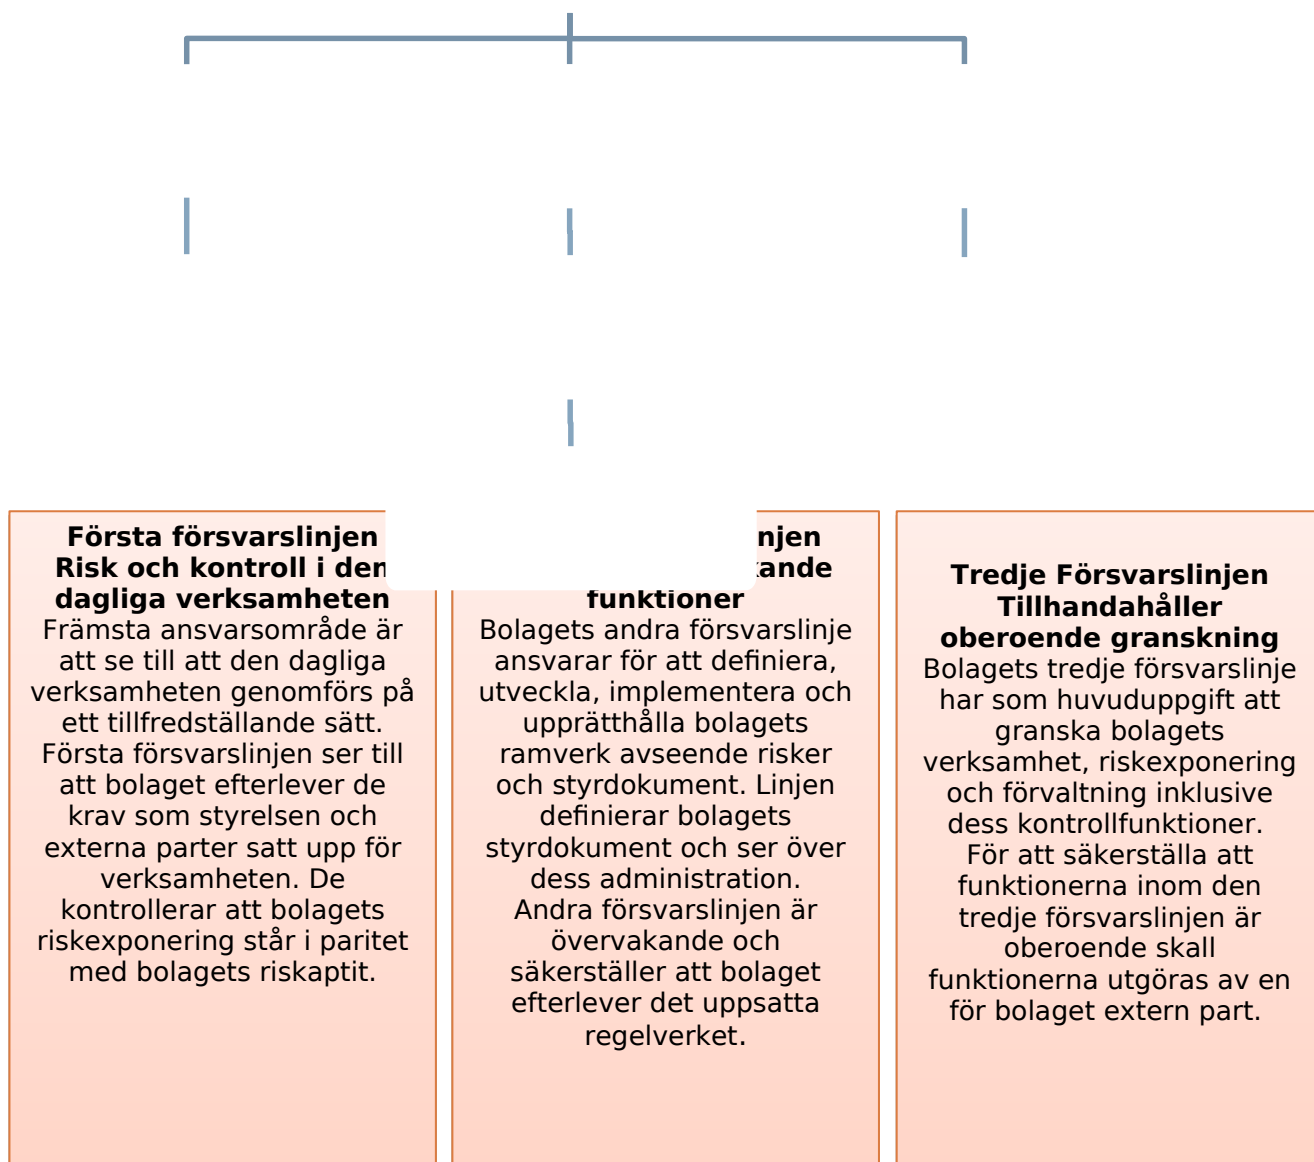 Första försvarslinjen
Risk och kontroll i den
dagliga verksamheten
Främsta ansvarsområde är
att se till att den dagliga
verksamheten genomförs på
ett tillfredställande sätt.
Första försvarslinjen ser till
att bolaget efterlever de
krav som styrelsen och
externa parter satt upp för
verksamheten. De
kontrollerar att bolagets
riskexponering står i paritet
med bolagets riskaptit.
funktioner
Bolagets andra försvarslinje
ansvarar för att definiera,
utveckla, implementera och
upprätthålla bolagets
ramverk avseende risker
och styrdokument. Linjen
definierar bolagets
styrdokument och ser över
dess administration.
Andra försvarslinjen är
övervakande och
säkerställer att bolaget
efterlever det uppsatta
regelverket.
Tredje Försvarslinjen
Tillhandahåller
oberoende granskning
Bolagets tredje försvarslinje
har som huvuduppgift att
granska bolagets
verksamhet, riskexponering
och förvaltning inklusive
dess kontrollfunktioner.
För att säkerställa att
funktionerna inom den
tredje försvarslinjen är
oberoende skall
funktionerna utgöras av en
för bolaget extern part.